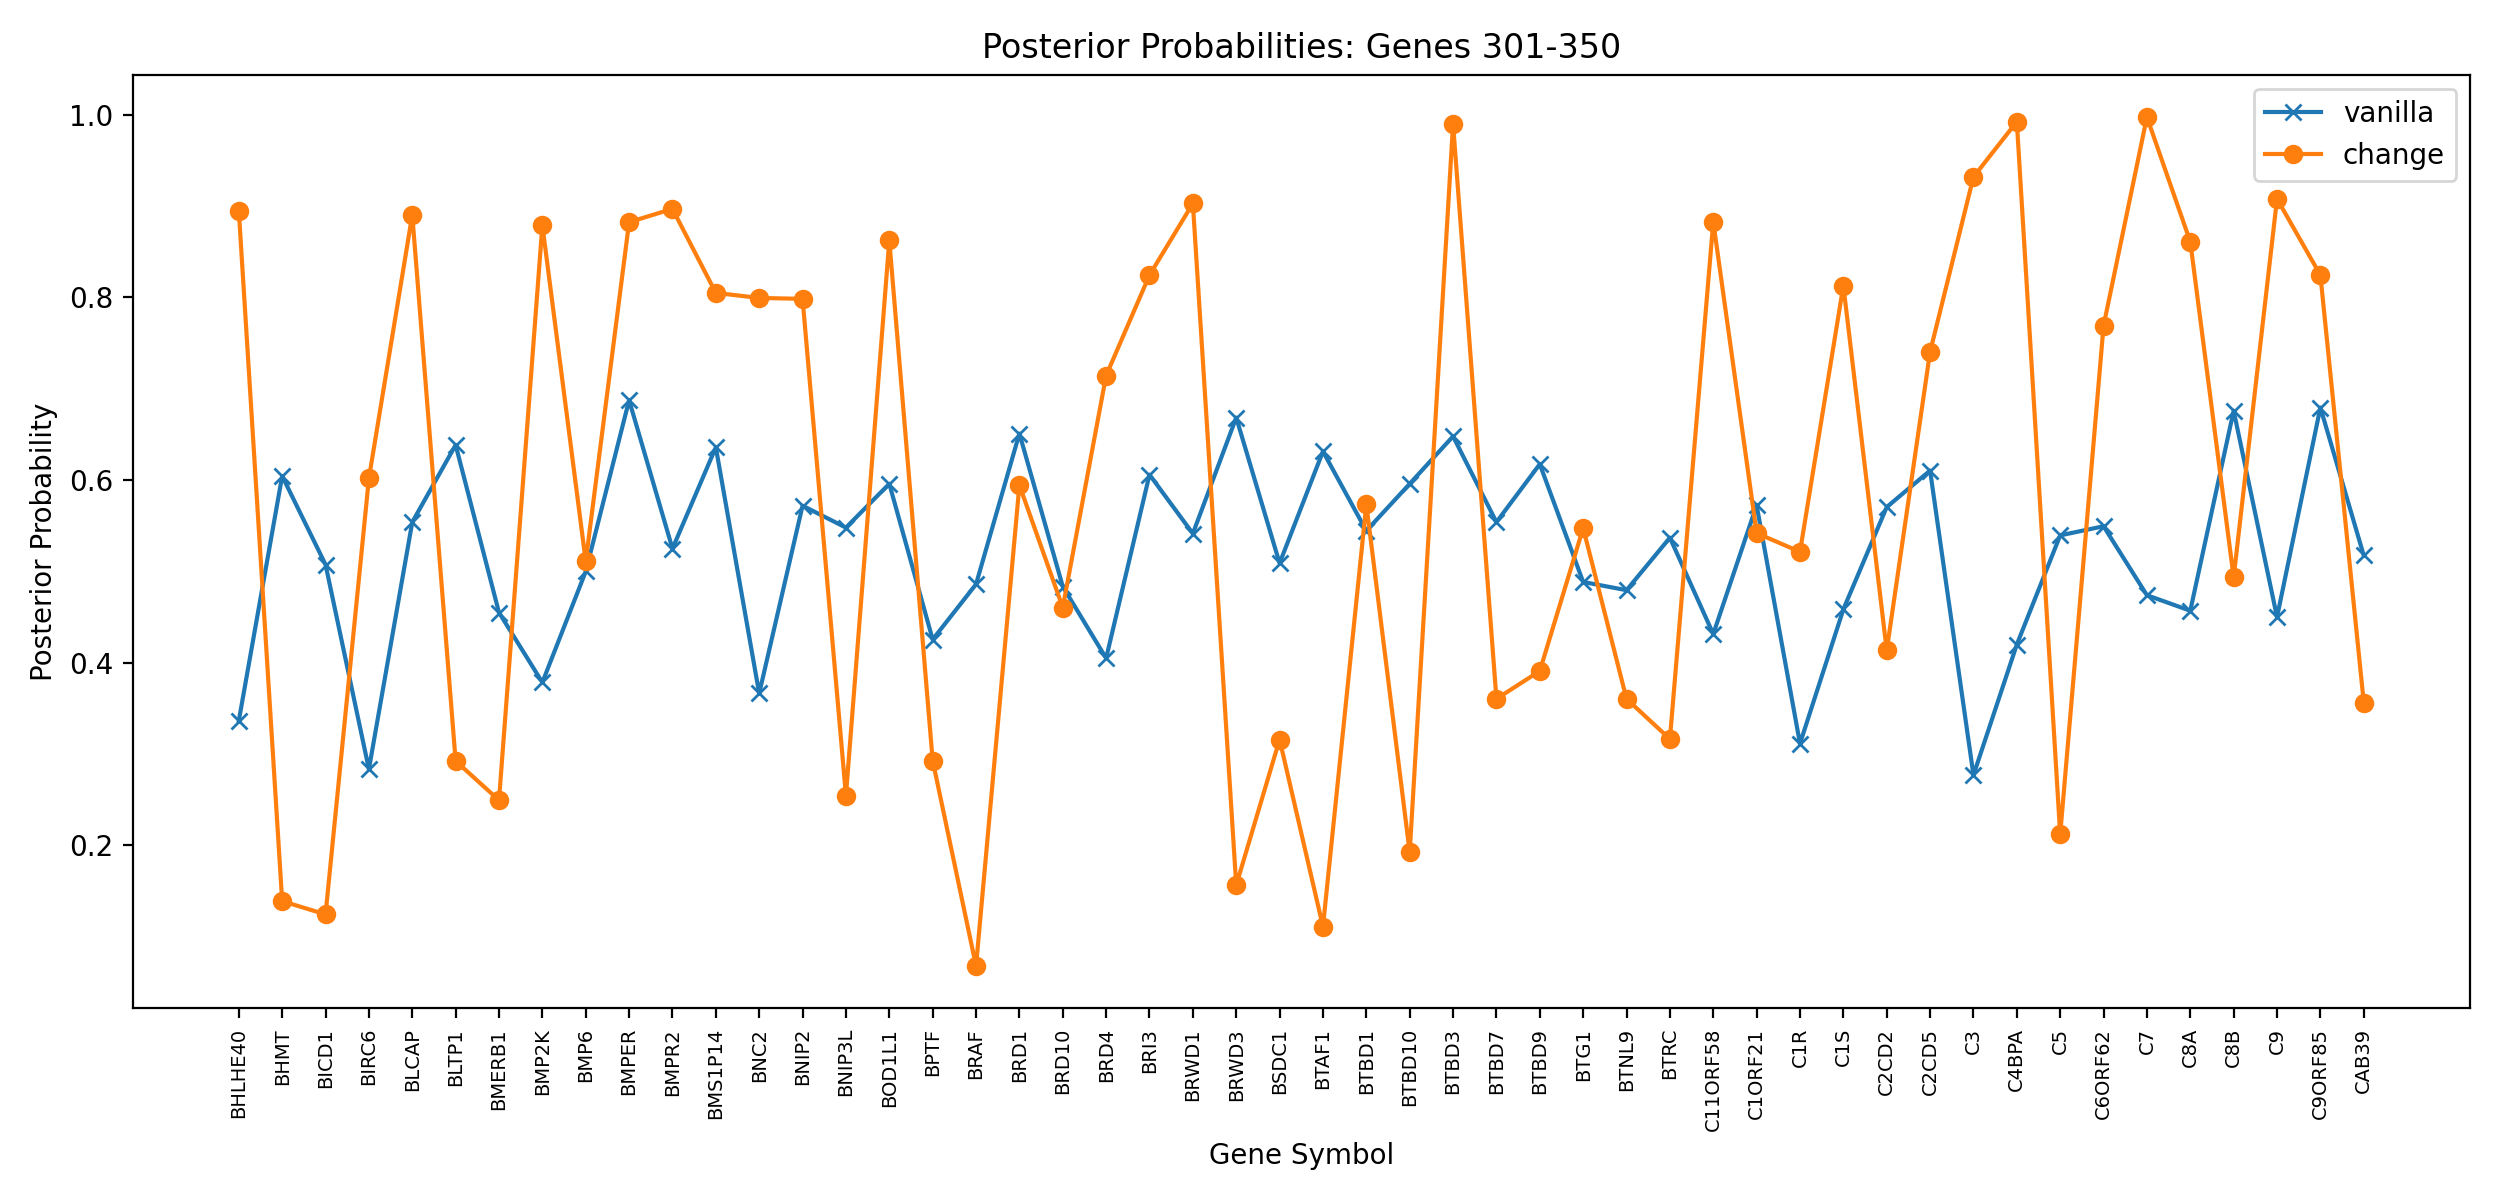 Posterior Probabilities: Genes 301-350
vanilla
change
Posterior Probability
1.0
0.8
0.6
0.4
0.2
BHLHE40
BHMT
BICD1
BIRC6
BLCAP
BLTP1
BMERB1
BMP2K
BMP6
BMPER
BMPR2
BMS1P14
BNC2
BNIP2
BNIP3L
BOD1L1
BPTF
BRAF
BRD1
BRD10
BRD4
BRI3
BRWD1
BRWD3
BSDC1
BTAF1
BTBD1
BTBD10
BTBD3
BTBD7
BTBD9
BTG1
BTNL9
BTRC
C11ORF58
C1ORF21
C1R
C1S
C2CD2
C2CD5
C3
C4BPA
C5
C6ORF62
C7
C8A
C8B
C9
C9ORF85
CAB39
Gene Symbol